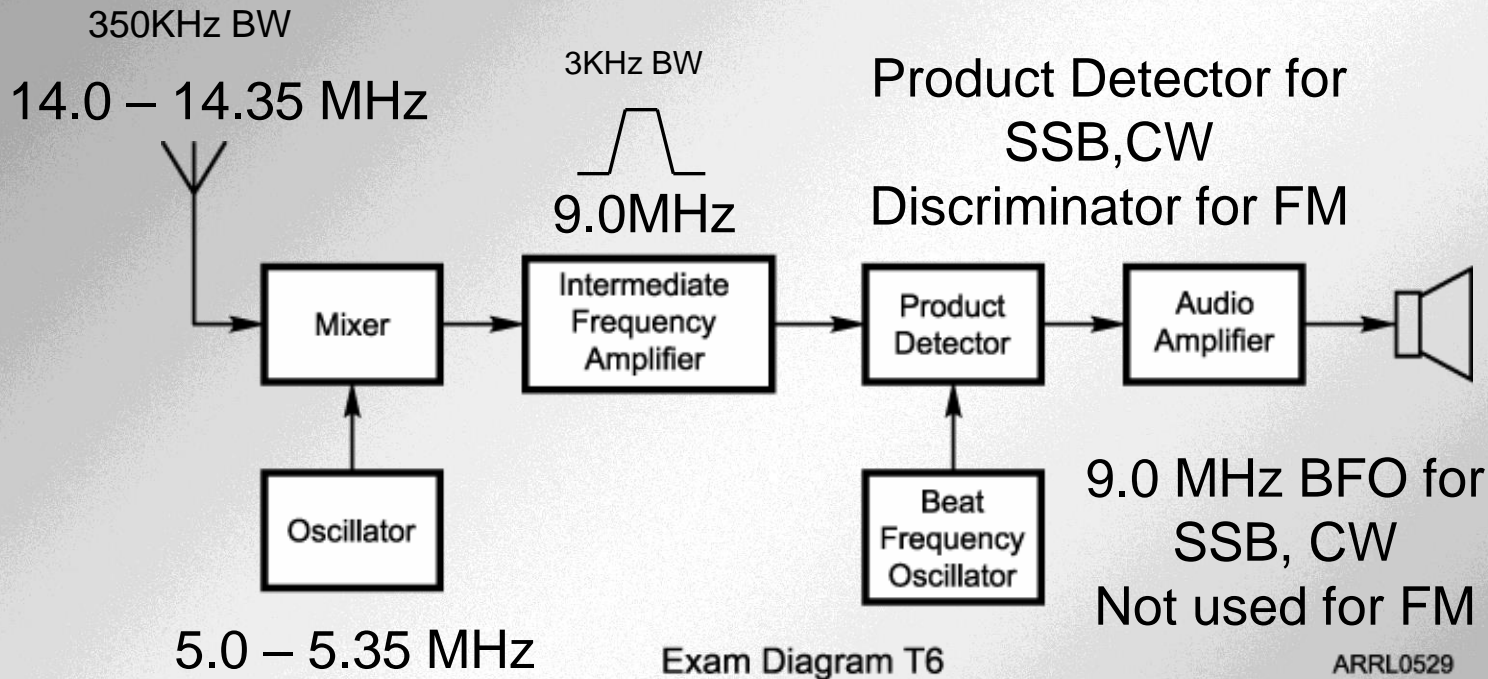 350KHz BW
14.0 – 14.35 MHz
3KHz BW
9.0MHz
Product Detector for
SSB,CW
Discriminator for FM
Mixer
Intermediate
Frequency
Amplifier
Product
Detector
Audio
Amplifier
Oscillator
Beat
Frequency
Oscillator
9.0 MHz BFO for
SSB, CW
Not used for FM
5.0 – 5.35 MHz
Exam Diagram T6
ARRL0529